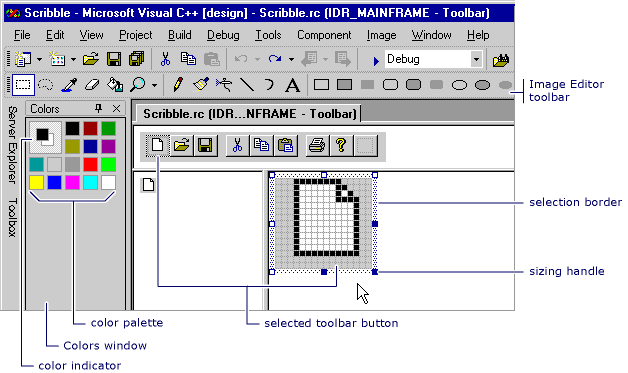 Scribble - Microsoft Visual C++ [design] - Scribble.rc (IDR_MAINFRAME - Toolbar)
File Edit View Project Build Debug Tools Component Image Window Help
Debug
A
Image Editor
toolbar
Server Explorer
Toolbox
Colors
Scribble.rc (IDR...NFRAME - Toolbar)
selection border
sizing handle
color palette
selected toolbar button
Colors window
color indicator